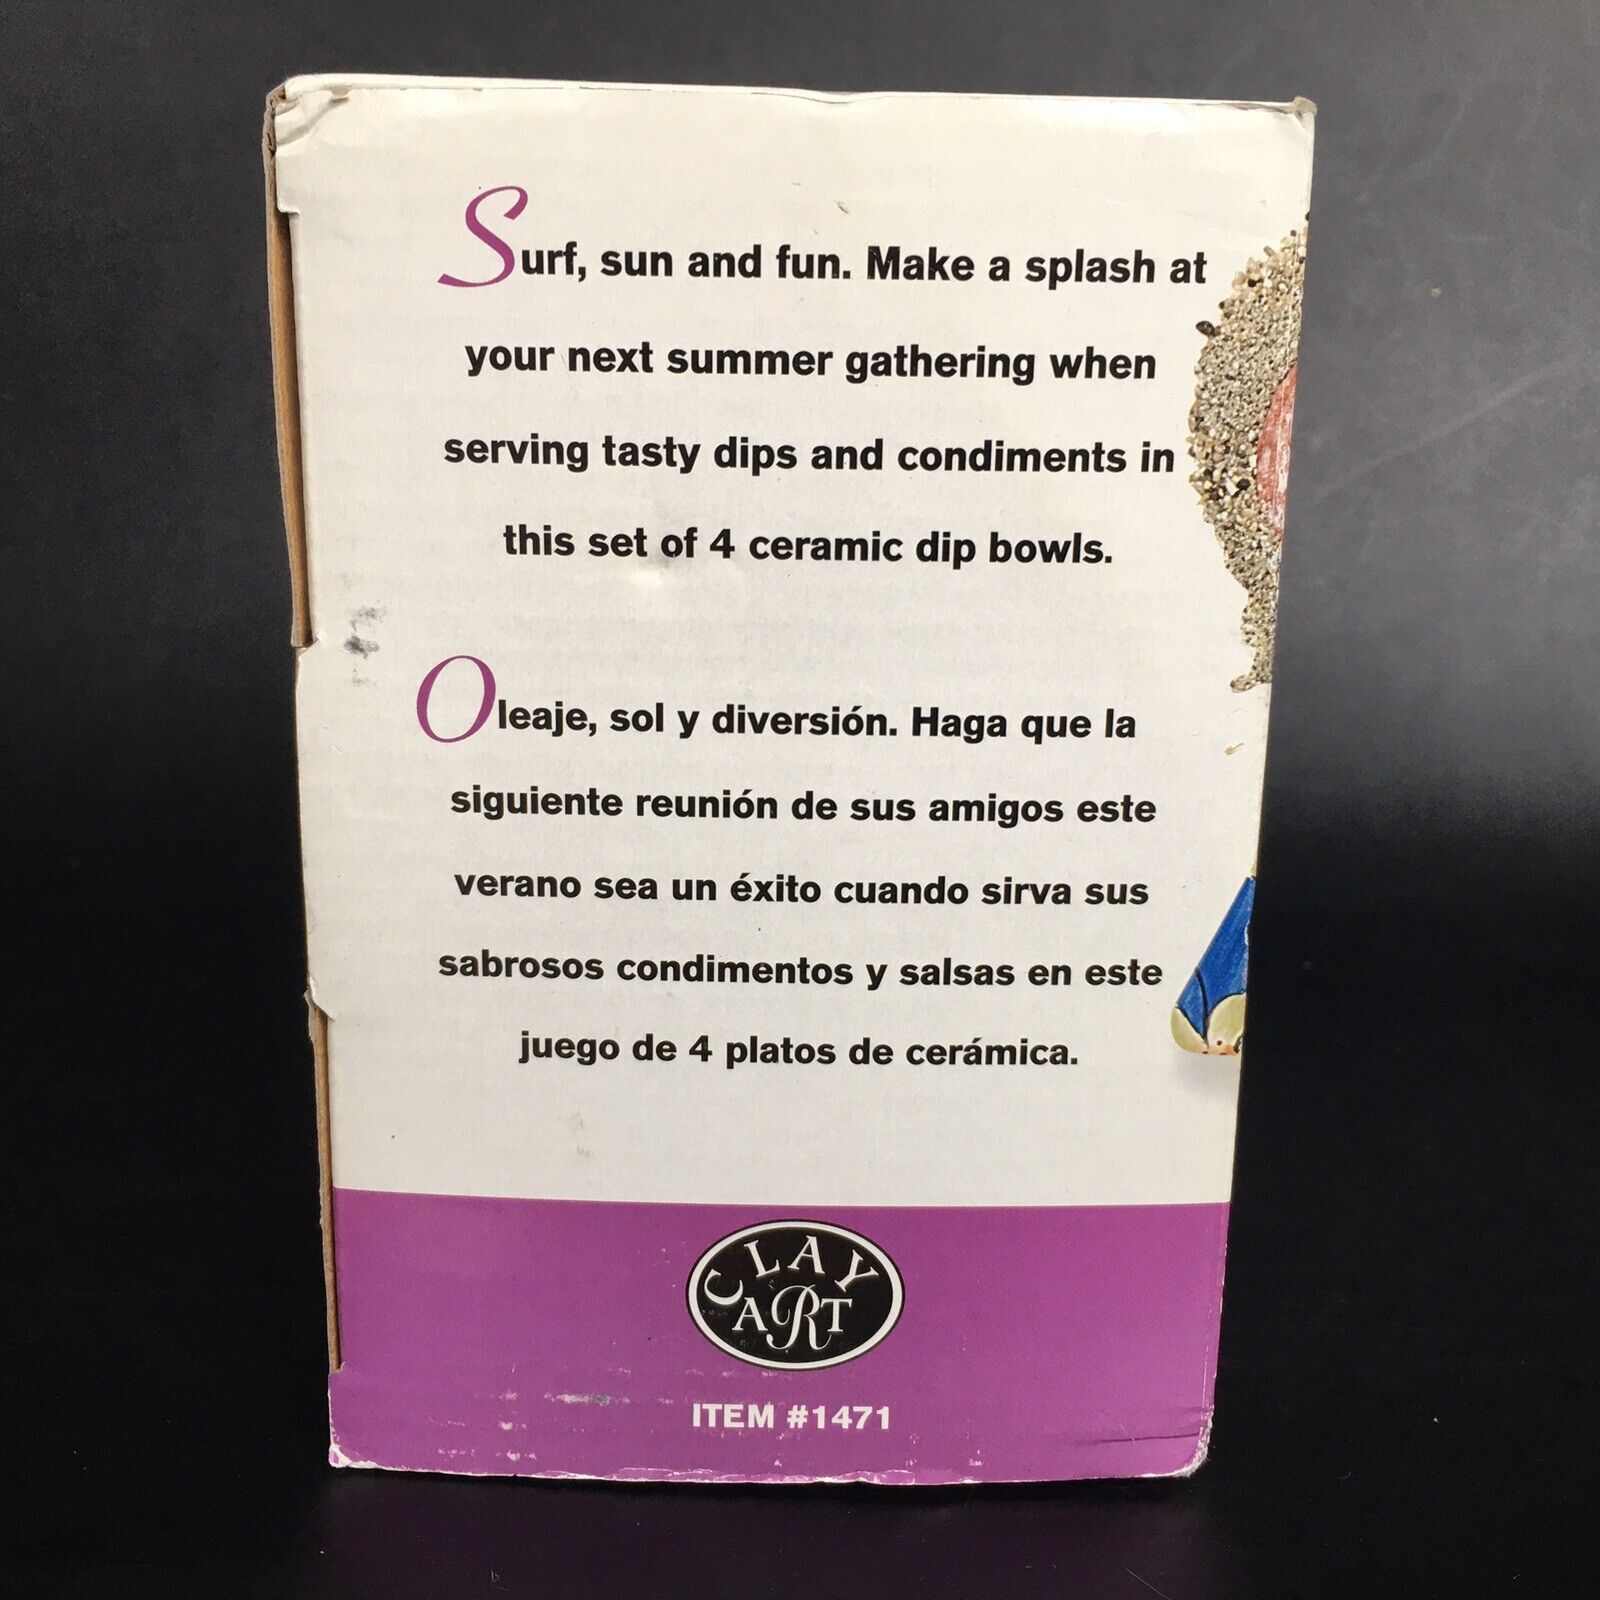 Surf, sun and fun. Make a splash at
your next summer gathering when
serving tasty dips and condiments in
this set of 4 ceramic dip bowls.
Oleaje, sol y diversión. Haga que la
siguiente reunión de sus amigos este
verano sea un éxito cuando sirva sus
sabrosos condimentos y salsas en este
juego de 4 platos de cerámica.
CLAY
ART
ITEM #1471